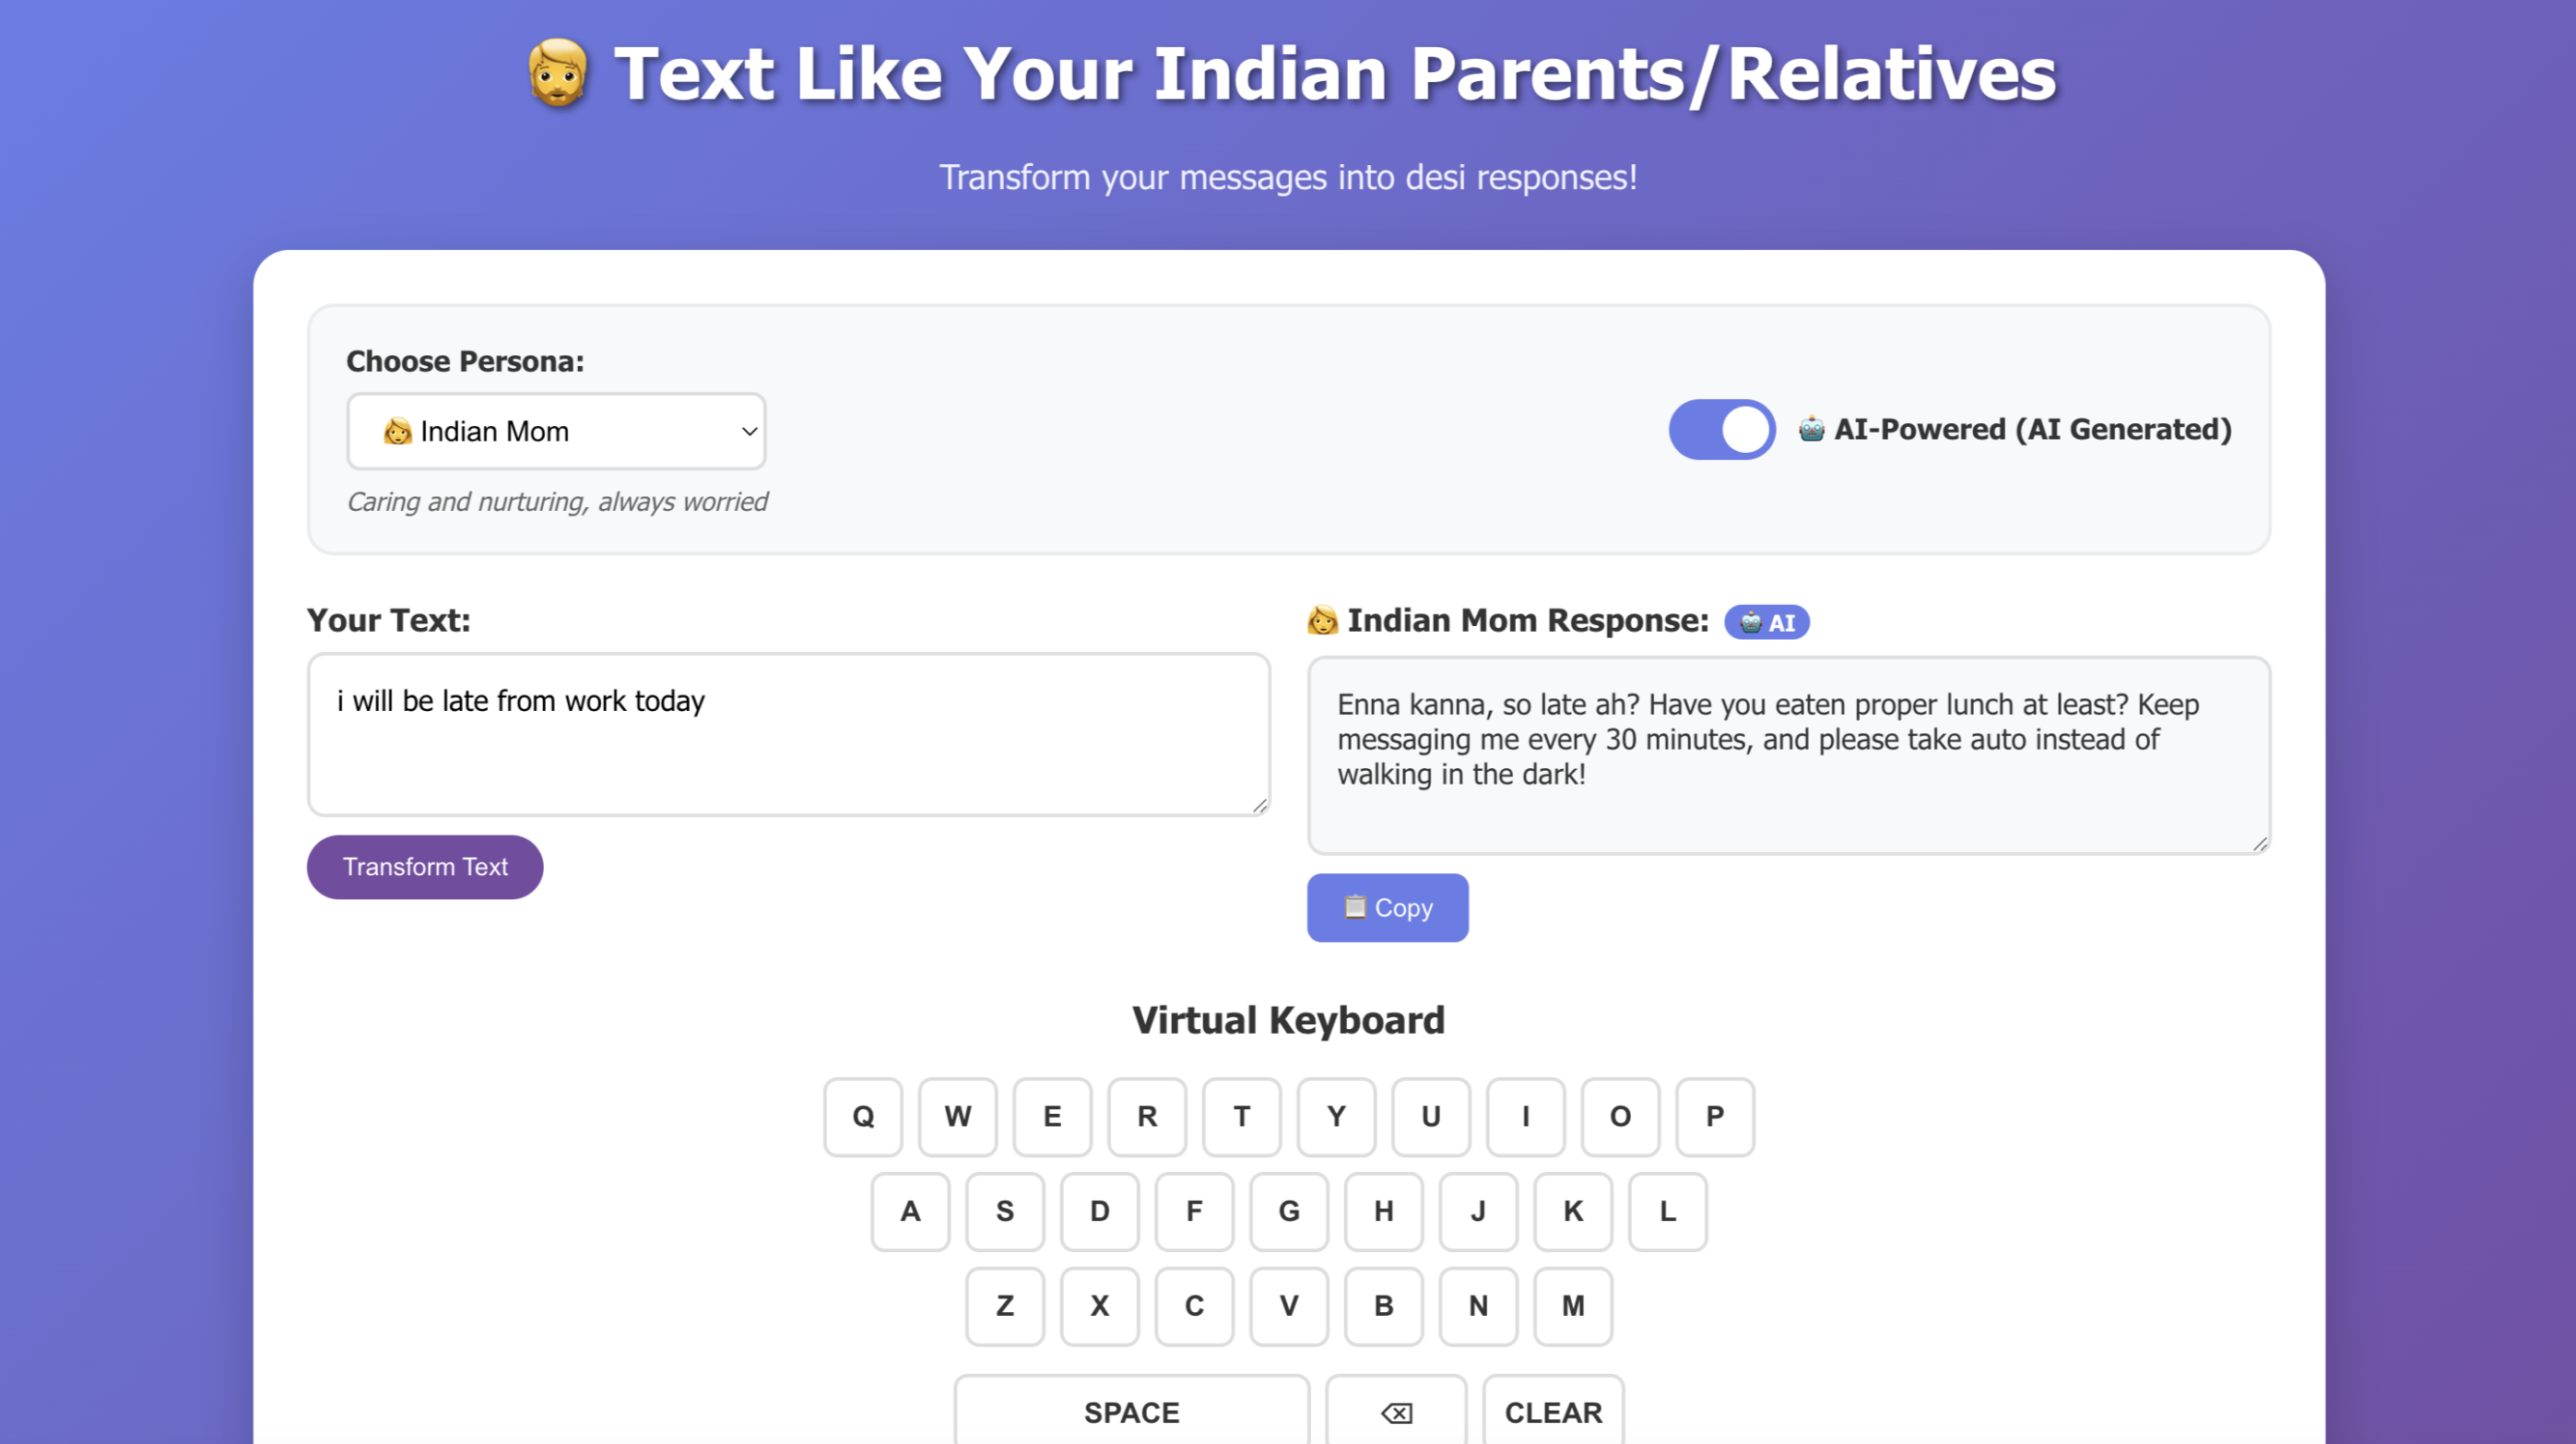 🧔 Text Like Your Indian Parents/Relatives
Transform your messages into desi responses!
Choose Persona:
👩 Indian Mom
🤖 AI-Powered (AI Generated)
Caring and nurturing, always worried
Your Text:
i will be late from work today
Transform Text
👩 Indian Mom Response: 🤖 AI
Enna kanna, so late ah? Have you eaten proper lunch at least? Keep
messaging me every 30 minutes, and please take auto instead of
walking in the dark!
📋 Copy
Virtual Keyboard
Q W E R T Y U I O P
A S D F G H J K L
Z X C V B N M
SPACE ⌫ CLEAR